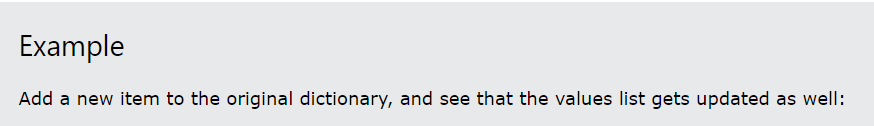 Example
Add a new item to the original dictionary, and see that the values list gets updated as well: